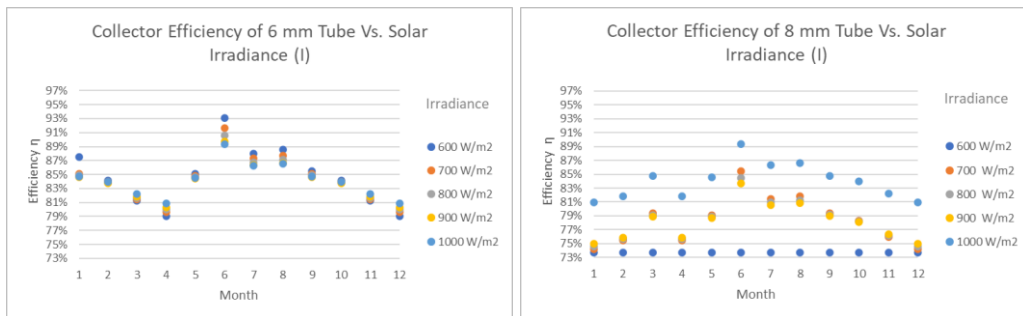 Collector Efficiency of 6 mm Tube Vs. Solar
Irradiance (I)
Efficiency η
97%
95%
93%
91%
89%
87%
85%
83%
81%
79%
77%
75%
73%
1 2 3 4 5 6 7 8 9 10 11 12
Month
Irradiance
600 W/m2
700 W/m2
800 W/m2
900 W/m2
1000 W/m2
Collector Efficiency of 8 mm Tube Vs. Solar
Irradiance (I)
Efficiency η
97%
95%
93%
91%
89%
87%
85%
83%
81%
79%
77%
75%
73%
1 2 3 4 5 6 7 8 9 10 11 12
Month
Irradiance
600 W/m2
700 W/m2
800 W/m2
900 W/m2
1000 W/m2